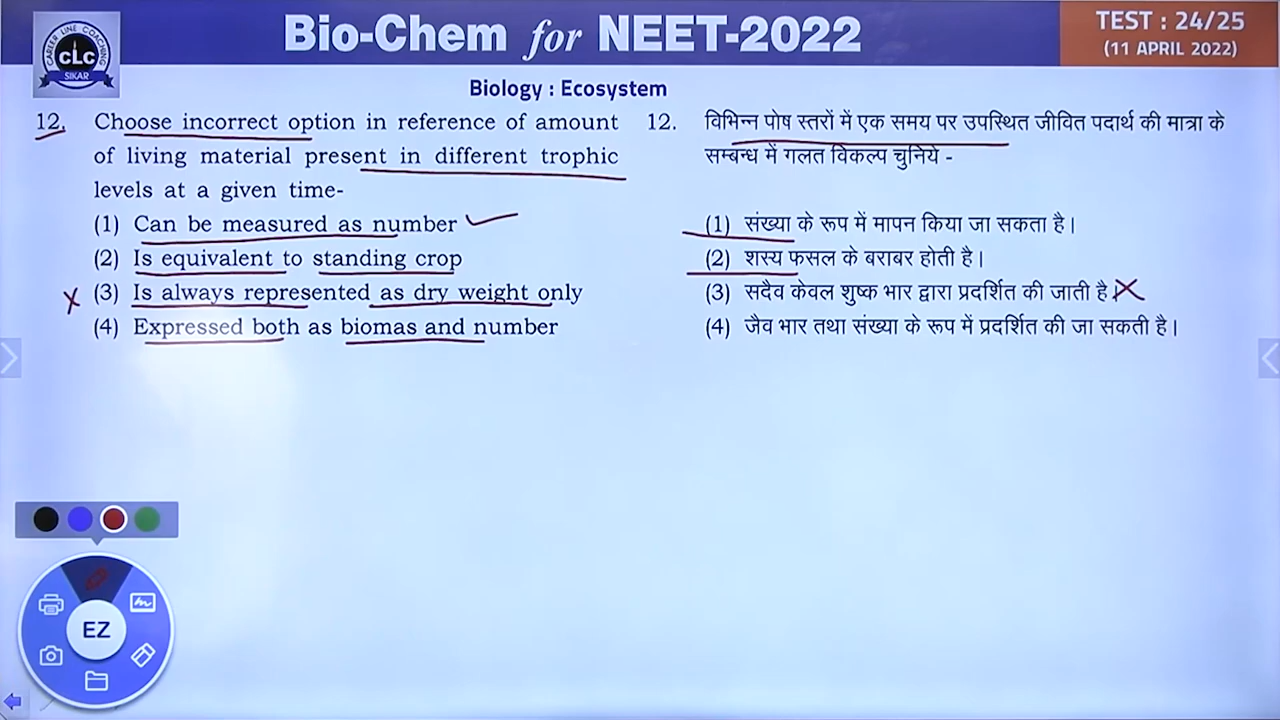 Bio-Chem for NEET-2022
TEST : 24/25
(11 APRIL 2022)
CAREER LINE COACHING
CLC
SIKAR
Biology : Ecosystem
12. Choose incorrect option in reference of amount
of living material present in different trophic
levels at a given time-
(1) Can be measured as number
(2) Is equivalent to standing crop
(3) Is always represented as dry weight only
(4) Expressed both as biomas and number
12. विभिन्न पोष स्तरों में एक समय पर उपस्थित जीवित पदार्थ की मात्रा के
सम्बन्ध में गलत विकल्प चुनिये -
(1) संख्या के रूप में मापन किया जा सकता है।
(2) शस्य फसल के बराबर होती है।
(3) सदैव केवल शुष्क भार द्वारा प्रदर्शित की जाती है।
(4) जैव भार तथा संख्या के रूप में प्रदर्शित की जा सकती है।
EZ